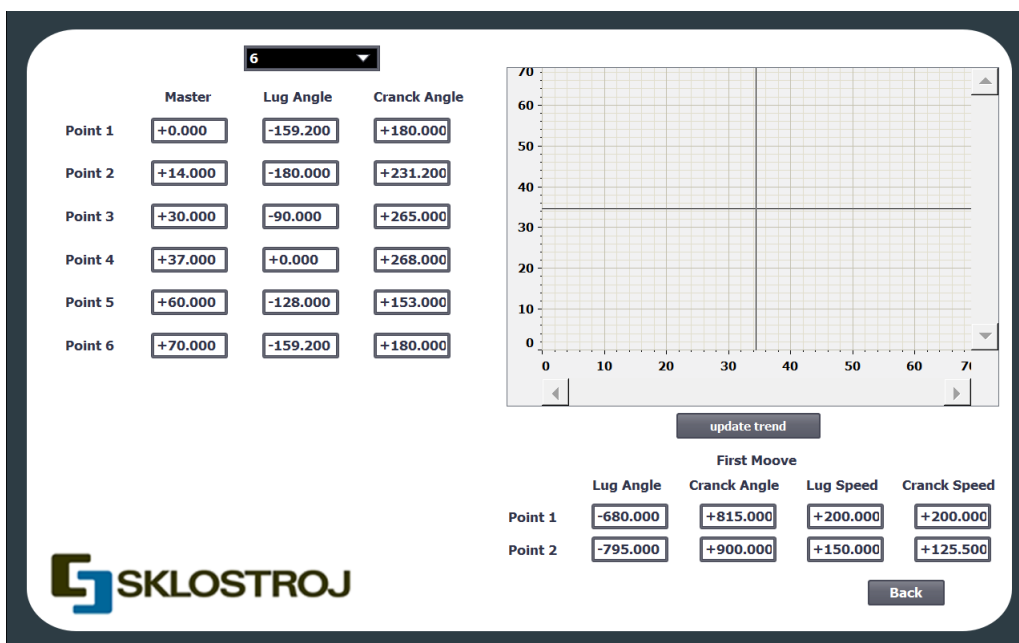 6
Master Lug Angle Cranck Angle
Point 1 +0.000 -159.200 +180.000
Point 2 +14.000 -180.000 +231.200
Point 3 +30.000 -90.000 +265.000
Point 4 +37.000 +0.000 +268.000
Point 5 +60.000 -128.000 +153.000
Point 6 +70.000 -159.200 +180.000
70
60
50
40
30
20
10
0
0 10 20 30 40 50 60 70
update trend
First Moove
Lug Angle Cranck Angle Lug Speed Cranck Speed
Point 1 -680.000 +815.000 +200.000 +200.000
Point 2 -795.000 +900.000 +150.000 +125.500
Back
SKLOSTROJ